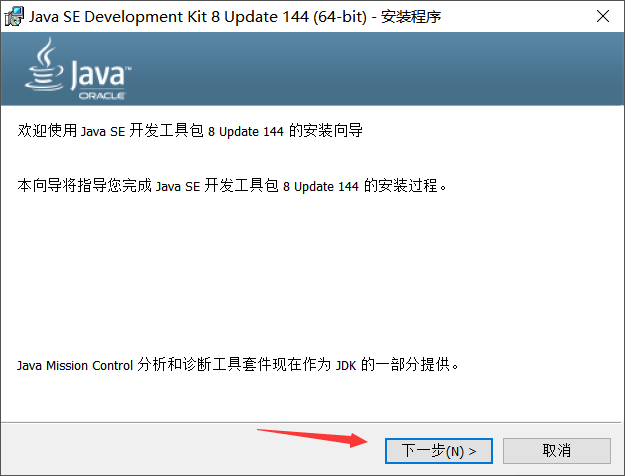 Java SE Development Kit 8 Update 144 (64-bit) - 安装程序
Java™
ORACLE
欢迎使用 Java SE 开发工具包 8 Update 144 的安装向导
本向导将指导您完成 Java SE 开发工具包 8 Update 144 的安装过程。
Java Mission Control 分析和诊断工具套件现在作为 JDK 的一部分提供。
下一步(N) > 取消